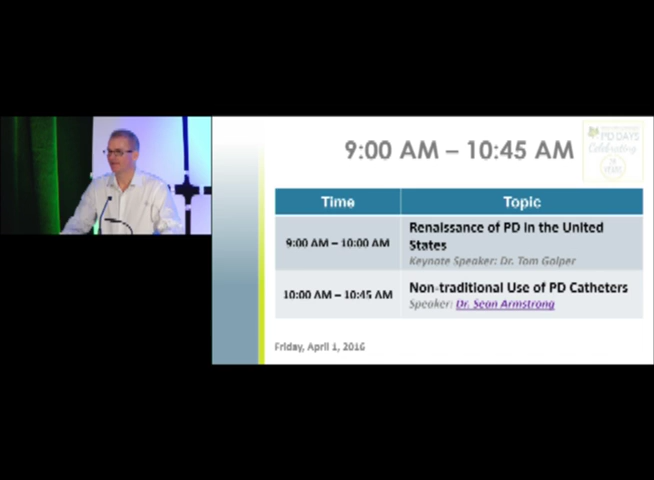 9:00 AM – 10:45 AM
PD DAYS
Celebrating
Time
Topic
9:00 AM – 10:00 AM
Renaissance of PD in the United
States
Keynote Speaker: Dr. Tom Golper
10:00 AM – 10:45 AM
Non-traditional Use of PD Catheters
Speaker: Dr. Sean Armstrong
Friday, April 1, 2016